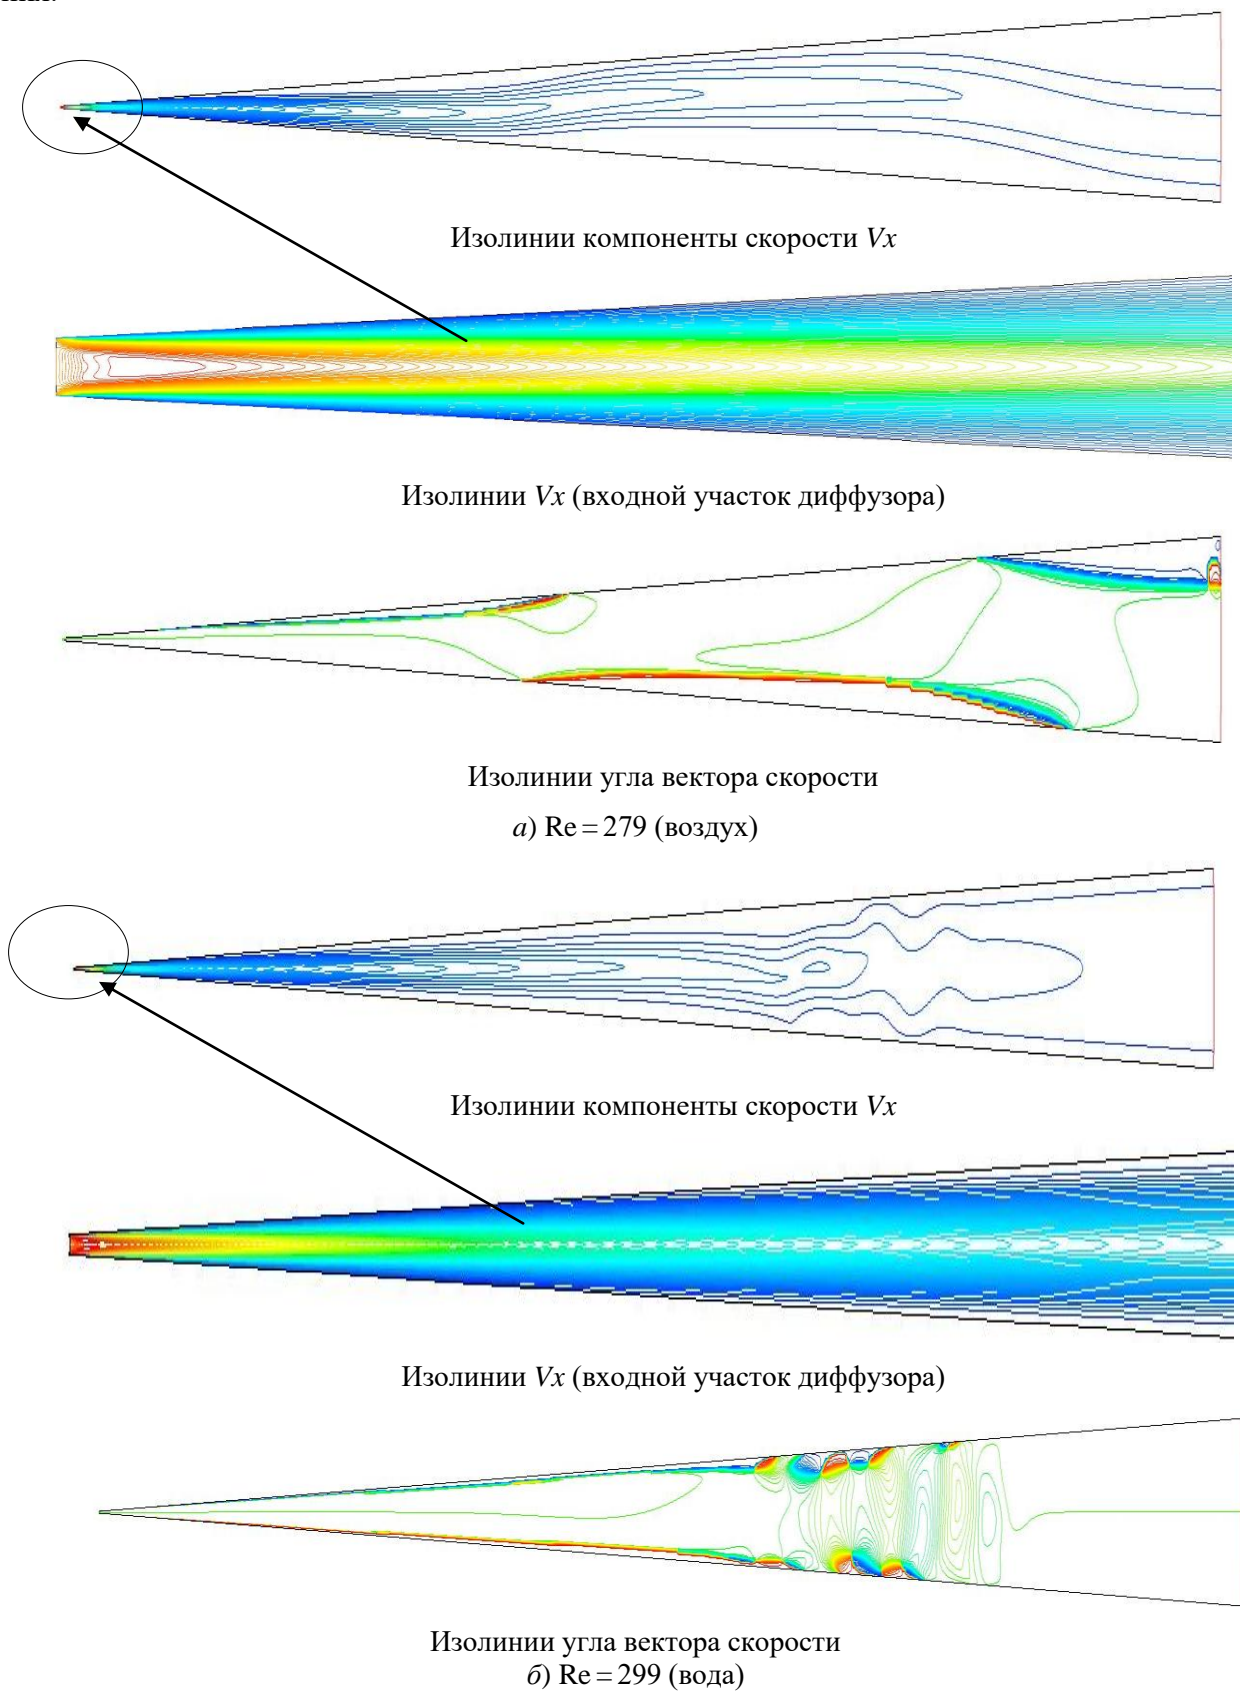 Изолинии компоненты скорости Vx
Изолинии Vx (входной участок диффузора)
Изолинии угла вектора скорости
а) Re = 279 (воздух)
Изолинии компоненты скорости Vx
Изолинии Vx (входной участок диффузора)
Изолинии угла вектора скорости
б) Re = 299 (вода)